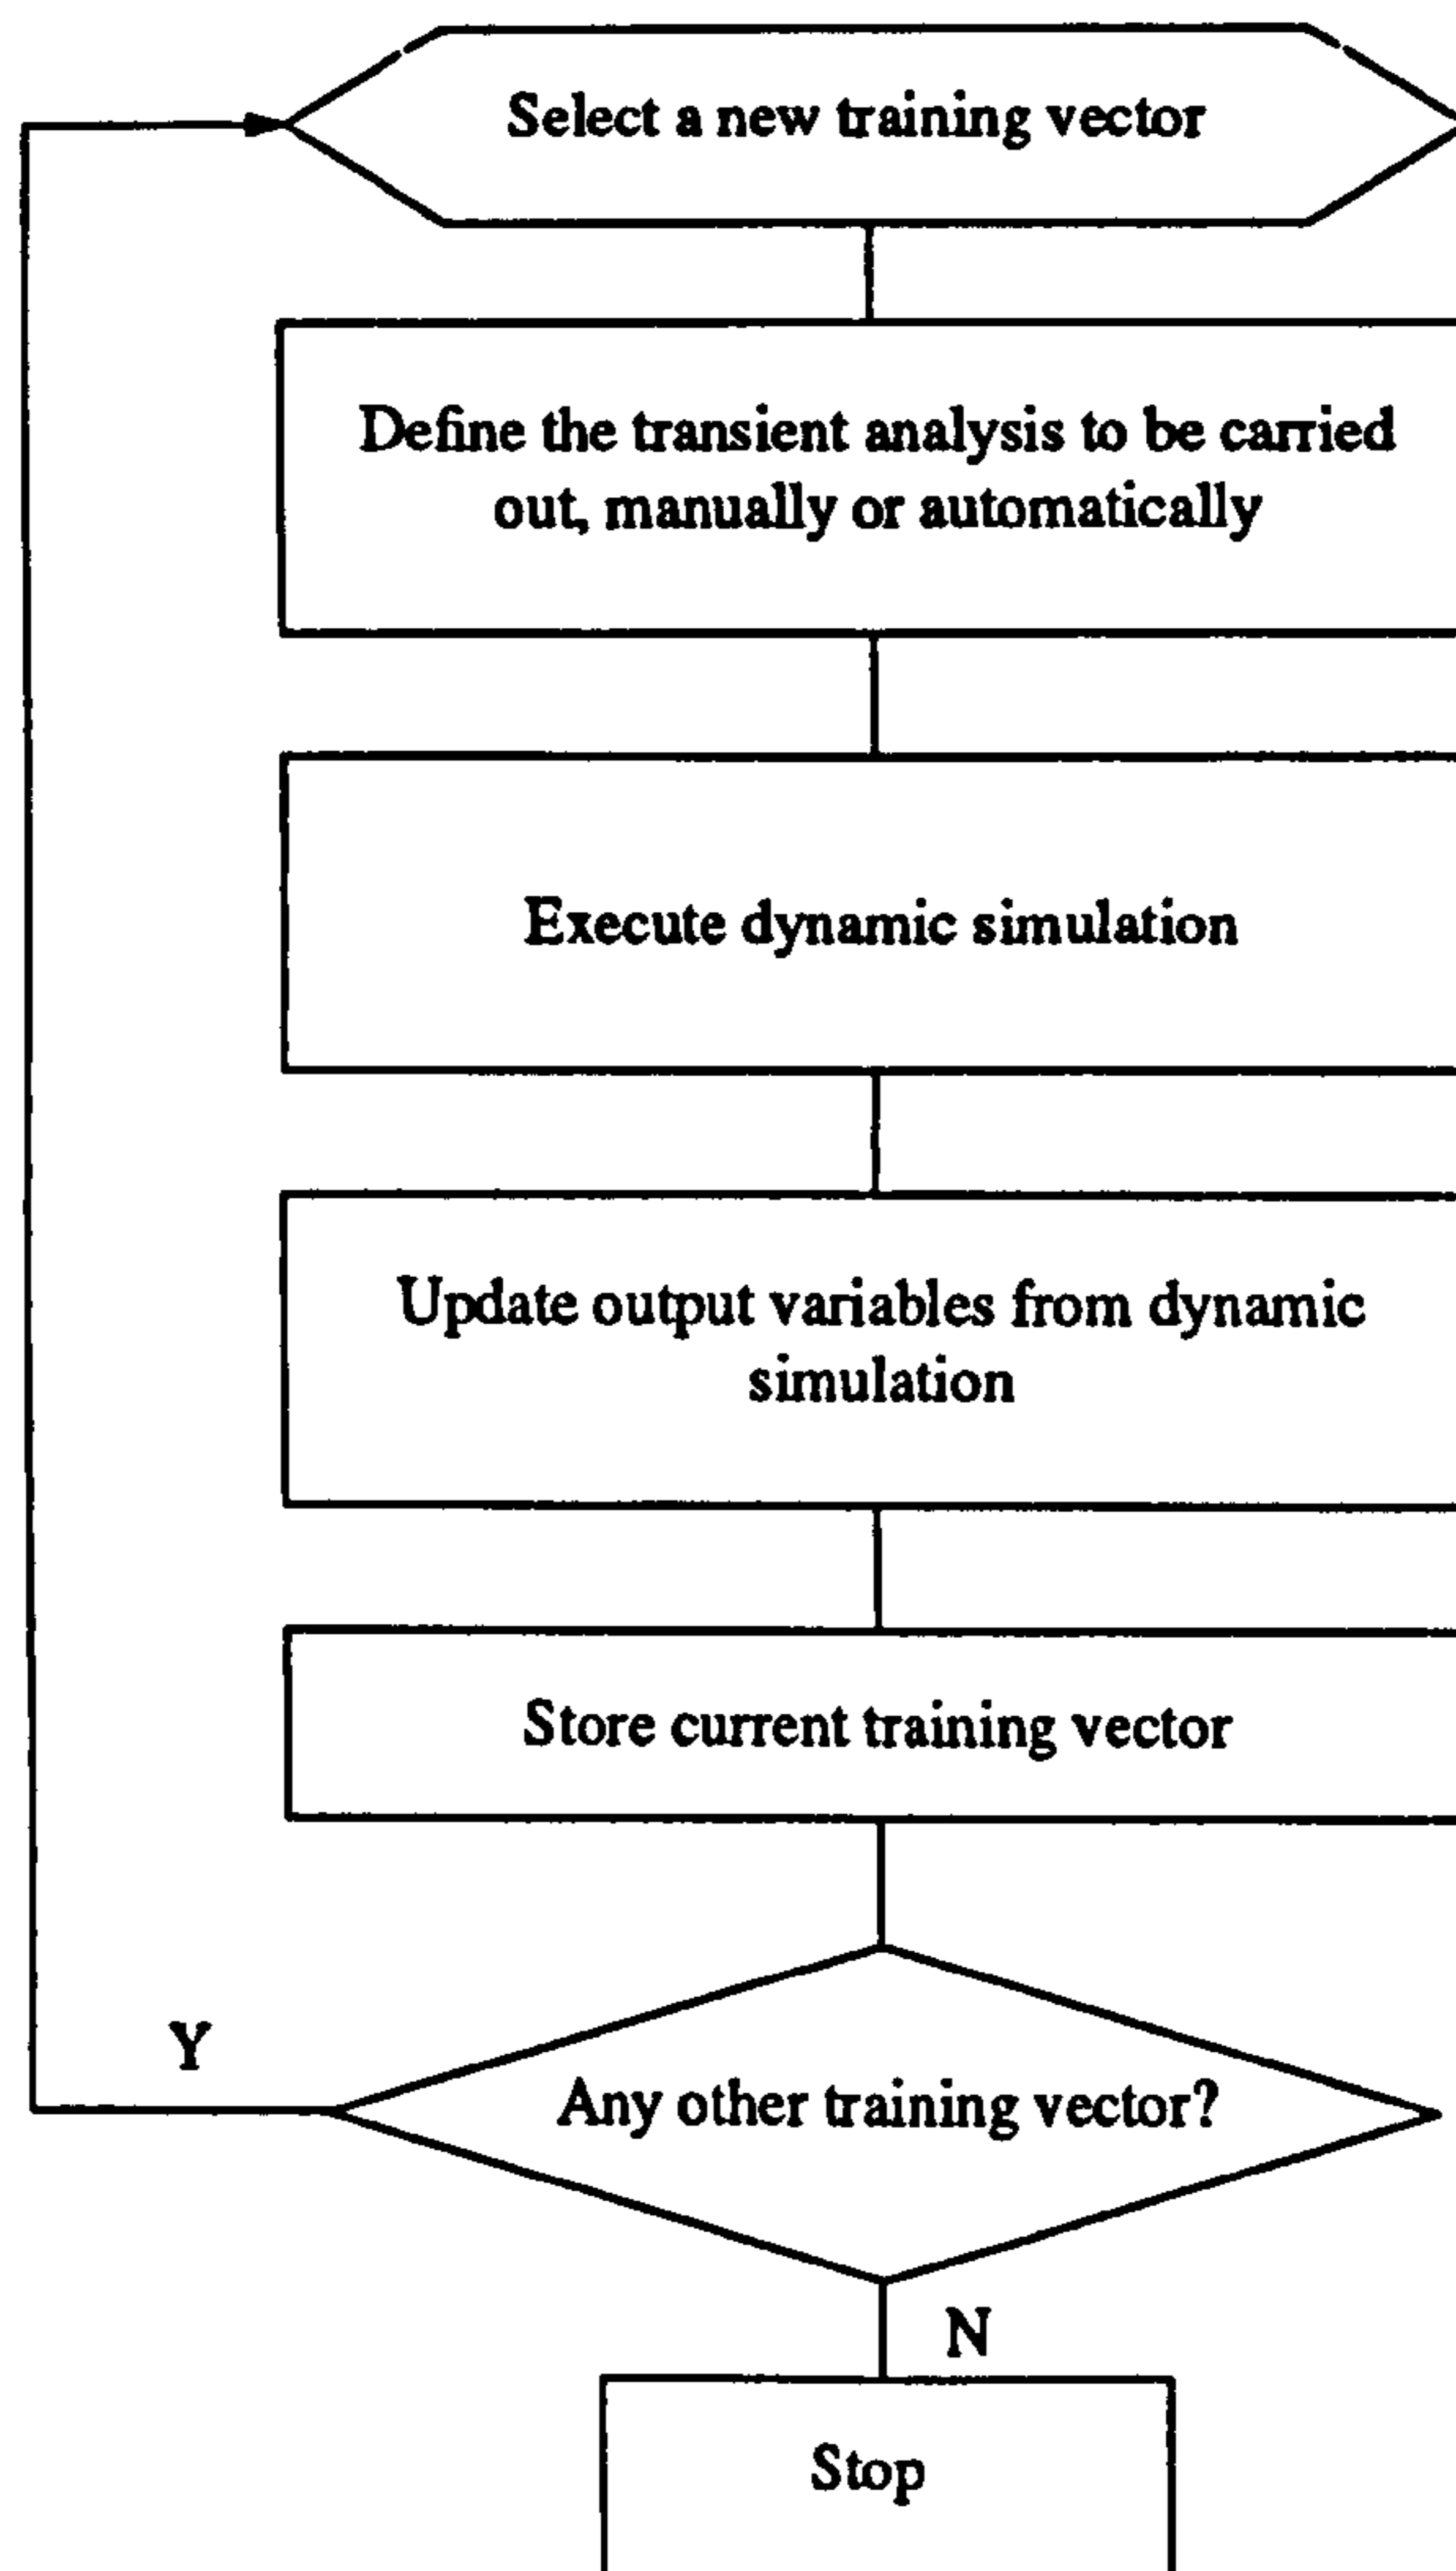 Select a new training vector
Define the transient analysis to be carried
out, manually or automatically
Execute dynamic simulation
Update output variables from dynamic
simulation
Store current training vector
Y
Any other training vector?
N
Stop